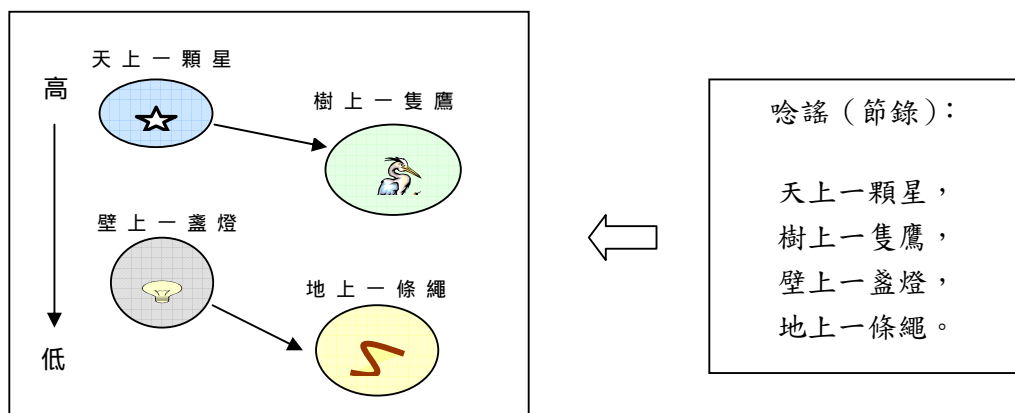 天上一顆星
高
樹上一隻鷹
壁上一盞燈
地上一條繩
低
唸謠（節錄）：
天上一顆星，
樹上一隻鷹，
壁上一盞燈，
地上一條繩。